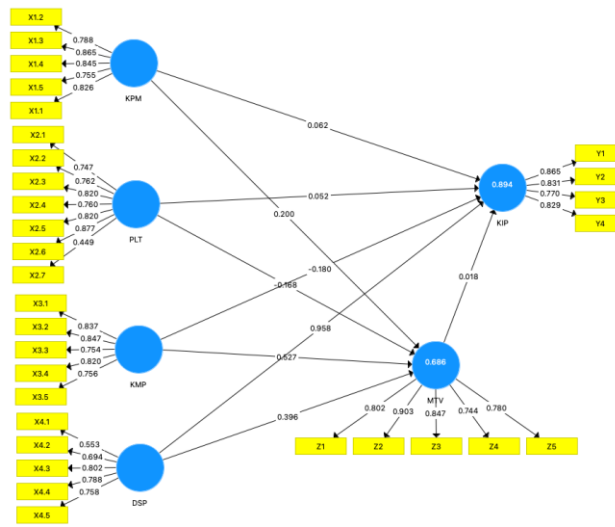 X1.2
X1.3
X1.4
X1.5
X1.1
0.788
0.865
0.845
0.755
0.826
KPM
X2.1
X2.2
X2.3
X2.4
X2.5
X2.6
X2.7
0.747
0.762
0.820
0.760
0.820
0.877
0.449
PLT
X3.1
X3.2
X3.3
X3.4
X3.5
0.837
0.847
0.754
0.820
0.756
KMP
X4.1
X4.2
X4.3
X4.4
X4.5
0.553
0.694
0.802
0.788
0.758
DSP
0.062
0.052
0.200
-0.180
-0.168
0.958
0.527
0.396
0.018
0.894
KIP
0.865
0.831
0.770
0.829
Y1
Y2
Y3
Y4
0.686
MTV
0.802
0.903
0.847
0.744
0.780
Z1
Z2
Z3
Z4
Z5